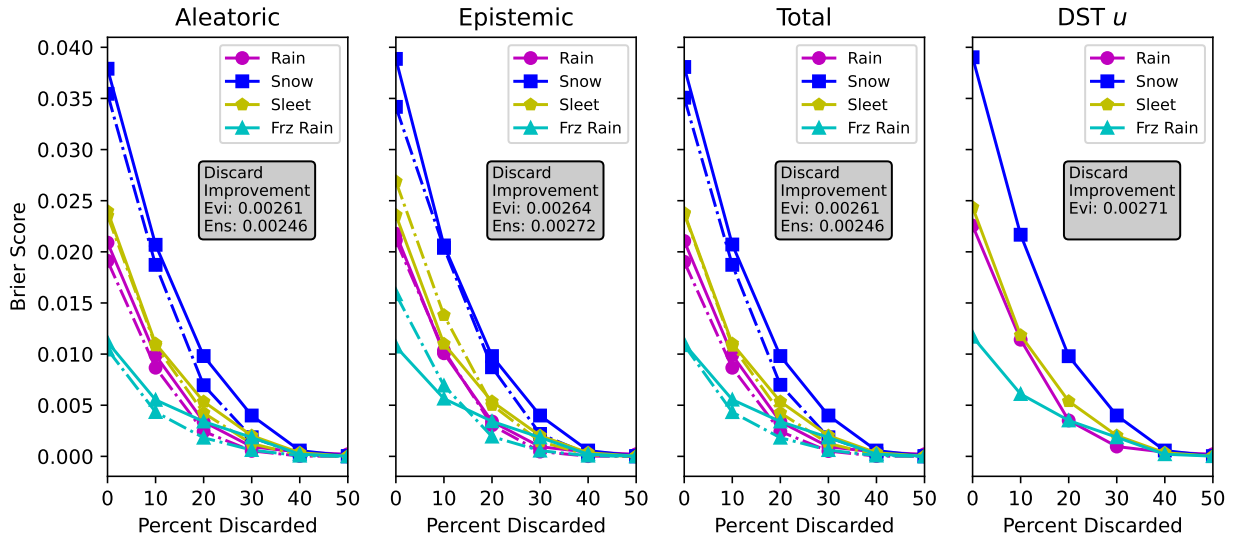 Aleatoric
Epistemic
Total
DST u
Brier Score
0.040
0.035
0.030
0.025
0.020
0.015
0.010
0.005
0.000
Rain
Snow
Sleet
Frz Rain
Discard
Improvement
Evi: 0.00261
Ens: 0.00246
0 10 20 30 40 50
Percent Discarded
Rain
Snow
Sleet
Frz Rain
Discard
Improvement
Evi: 0.00264
Ens: 0.00272
0 10 20 30 40 50
Percent Discarded
Rain
Snow
Sleet
Frz Rain
Discard
Improvement
Evi: 0.00261
Ens: 0.00246
0 10 20 30 40 50
Percent Discarded
Rain
Snow
Sleet
Frz Rain
Discard
Improvement
Evi: 0.00271
0 10 20 30 40 50
Percent Discarded